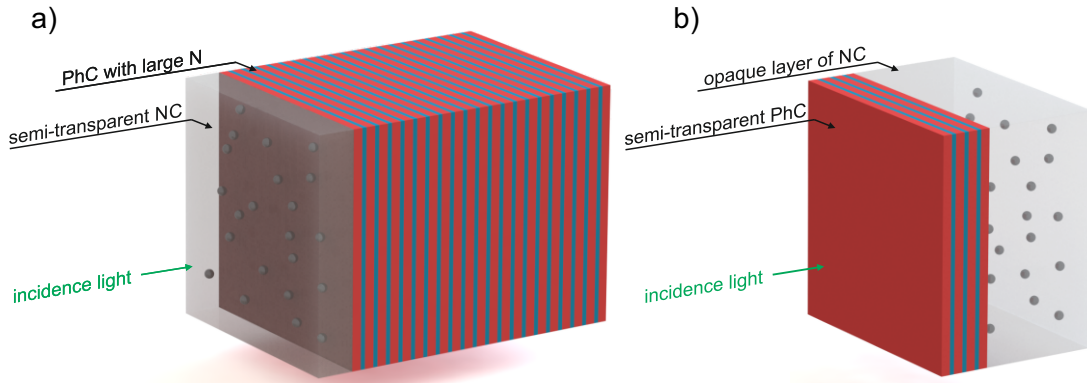 a)
PhC with large N
semi-transparent NC
incidence light
b)
opaque layer of NC
semi-transparent PhC
incidence light